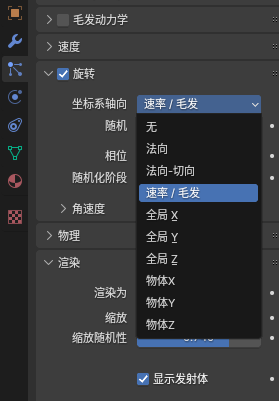 毛发动力学
速度
旋转
坐标系轴向 速率 / 毛发
随机 无
法向
相位
法向-切向
随机化阶段
速率 / 毛发
角速度 全局 X
物理 全局 Y
渲染 全局 Z
物体X
渲染为
物体Y
缩放
物体Z
缩放随机性
显示发射体